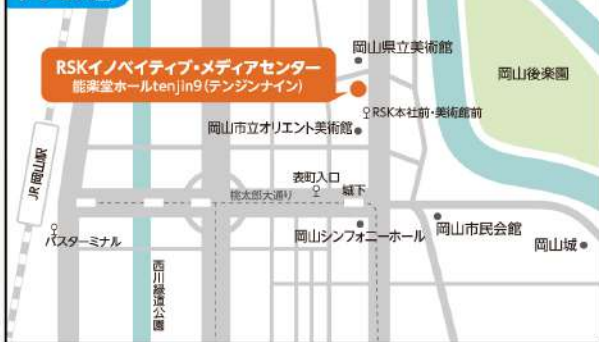 岡山県立美術館
RSKイノベイティブ・メディアセンター
能楽堂ホールtenjin9(テンジンナイン)
岡山後楽園
RSK本社前・美術館前
岡山市立オリエント美術館
JR 岡山駅
表町入口
城下
桃太郎大通り
岡山シンフォニーホール
岡山市民会館
岡山城
バスターミナル
西川緑道公園